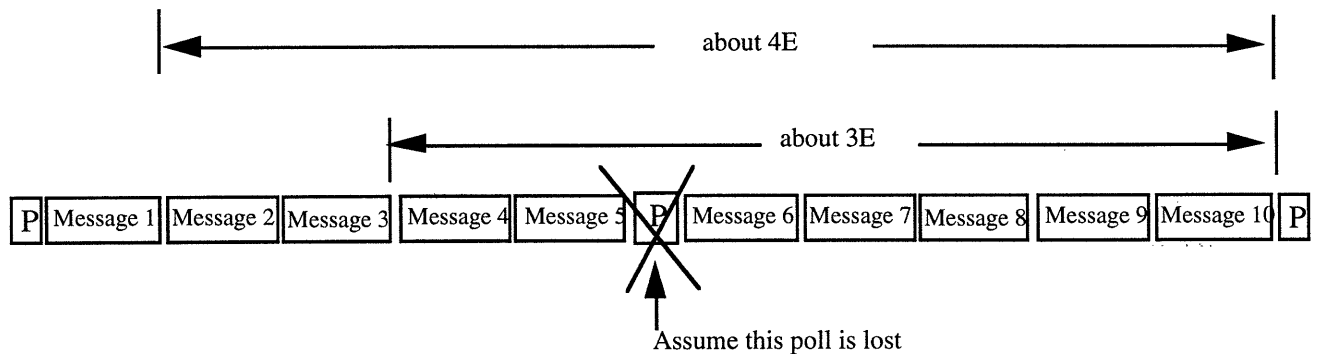 about 4E
about 3E
P Message 1 Message 2 Message 3 Message 4 Message 5 P Message 6 Message 7 Message 8 Message 9 Message 10 P
Assume this poll is lost